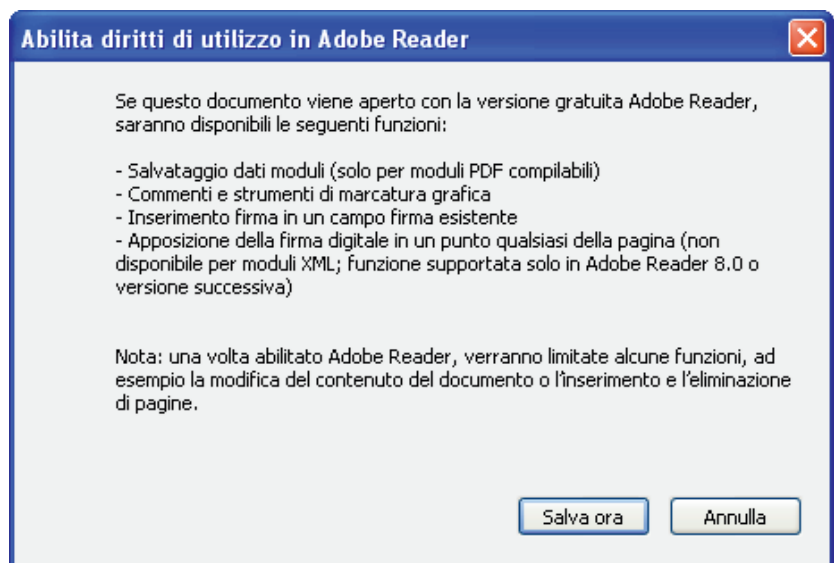 Abilita diritti di utilizzo in Adobe Reader
Se questo documento viene aperto con la versione gratuita Adobe Reader,
saranno disponibili le seguenti funzioni:
- Salvataggio dati moduli (solo per moduli PDF compilabili)
- Commenti e strumenti di marcatura grafica
- Inserimento firma in un campo firma esistente
- Apposizione della firma digitale in un punto qualsiasi della pagina (non
disponibile per moduli XML; funzione supportata solo in Adobe Reader 8.0 o
versione successiva)
Nota: una volta abilitato Adobe Reader, verranno limitate alcune funzioni, ad
esempio la modifica del contenuto del documento o l'inserimento e l'eliminazione
di pagine.
Salva ora
Annulla